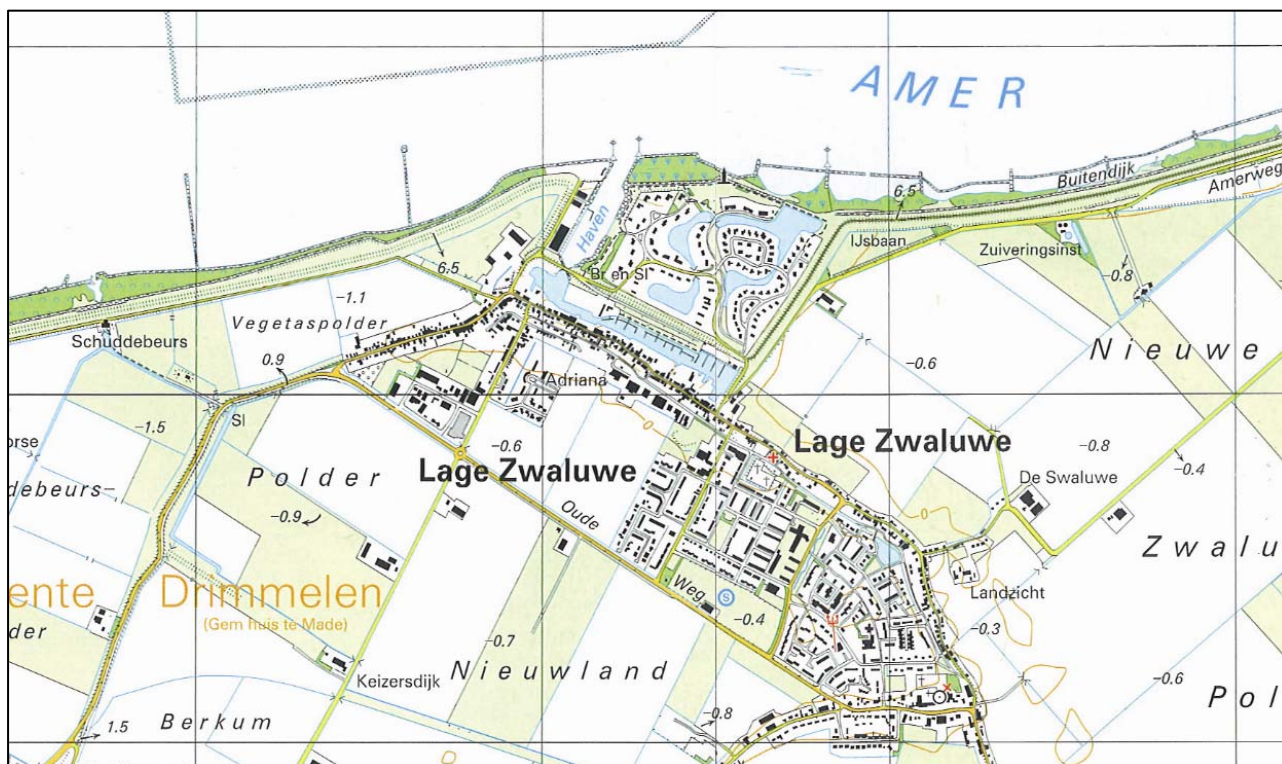 AMER
Buitendijk
Amerweg
6.5
Haven
IJsbaan
Zuiveringsinst
-0.8
6.5
Br en Sl
-1.1
Vegetaspolder
Schuddebeurs
0.9
-0.6
Nieuwe
Adriana
Sl
-1.5
0
-0.6
Lage Zwaluwe
-0.8
Lage Zwaluwe
-0.4
Polder
De Swaluwe
debeurs-
-0.9
Oude
0
Zwalu
ente Drimmelen
(Gem huis te Made)
Weg
S
Landzicht
der
-0.4
-0.3
-0.7
Nieuwland
Keizersdijk
-0.6
Pol
Berkum
1.5
-0.8
0